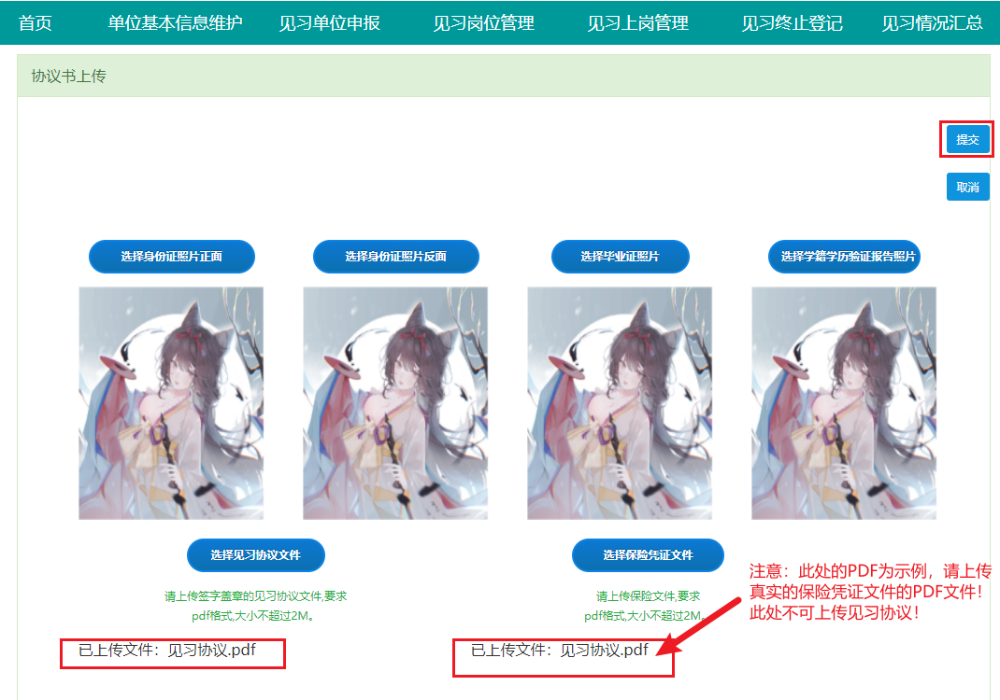 首页 单位基本信息维护 见习单位申报 见习岗位管理 见习上岗管理 见习终止登记 见习情况汇总
协议书上传
提交
取消
选择身份证照片正面 选择身份证照片反面 选择毕业证照片 选择学籍学历验证报告照片
选择见习协议文件 选择保险凭证文件
请上传签字盖章的见习协议文件,要求
pdf格式,大小不超过2M。
请上传保险文件,要求
pdf格式,大小不超过2M。
注意：此处的PDF为示例，请上传
真实的保险凭证文件的PDF文件！
此处不可上传见习协议！
已上传文件：见习协议.pdf 已上传文件：见习协议.pdf